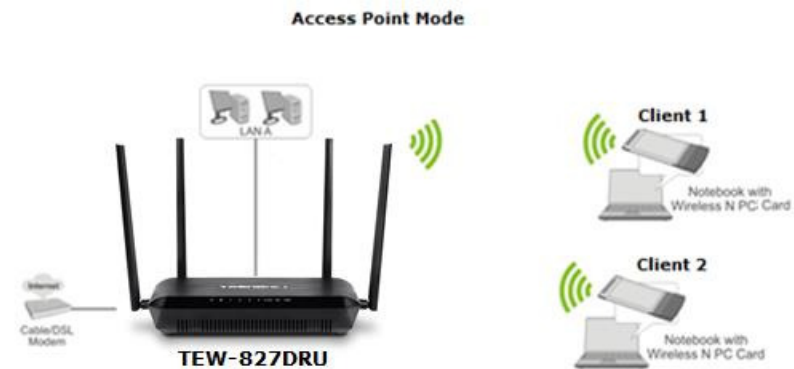 Access Point Mode
LAN A
Client 1
Notebook with
Wireless N PC Card
Internet
Cable/DSL
Modem
TRENDnet
TEW-827DRU
Client 2
Notebook with
Wireless N PC Card